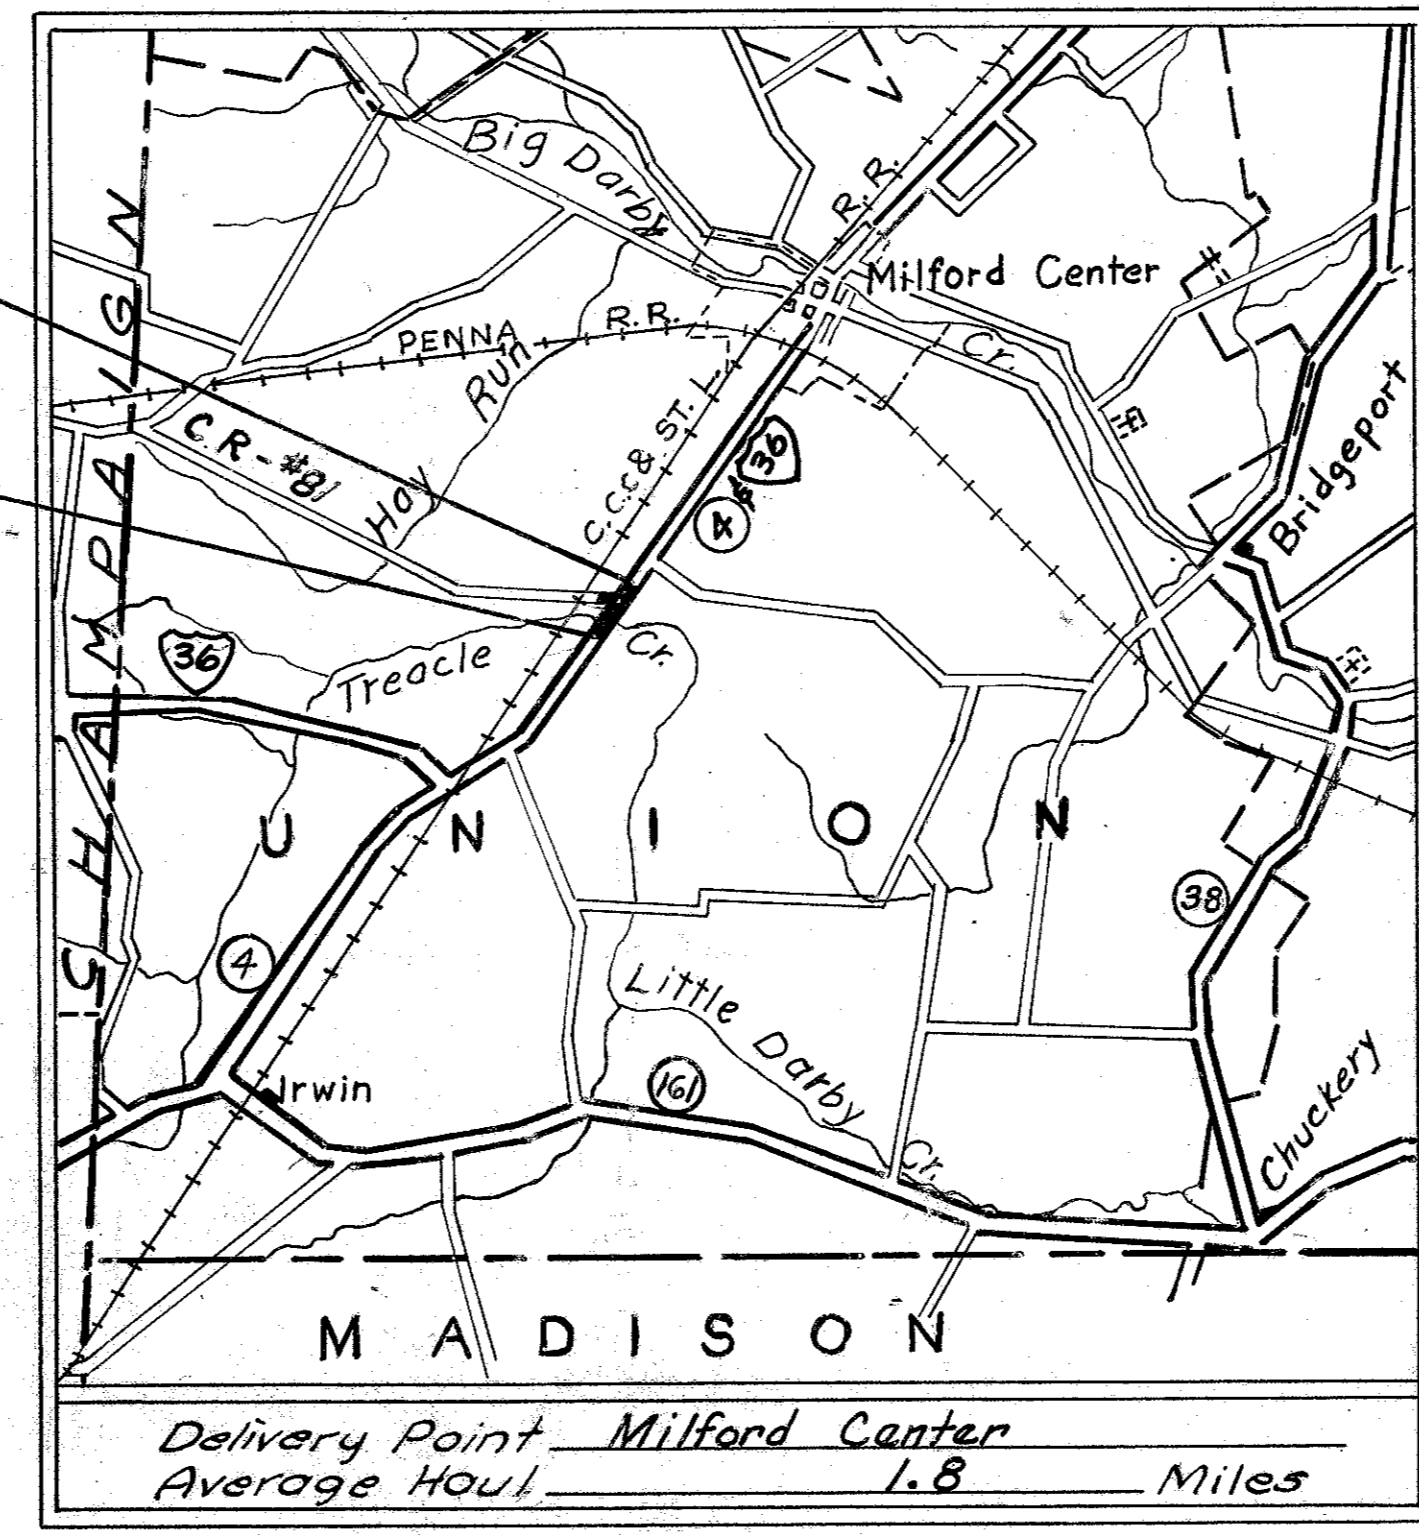 Big Darby
R.R.
Milford Center
PENNA R.R.
Cr.
Run
C.C.C & ST. L.
36
C.R-#81
Hay
4
Bridgeport
CHAMPAIGN
36
Treacle
Cr.
UNION
38
4
Little Darby
Irwin
161
Cr.
Chuckery
MADISON
Delivery Point Milford Center
Average Haul 1.8 Miles